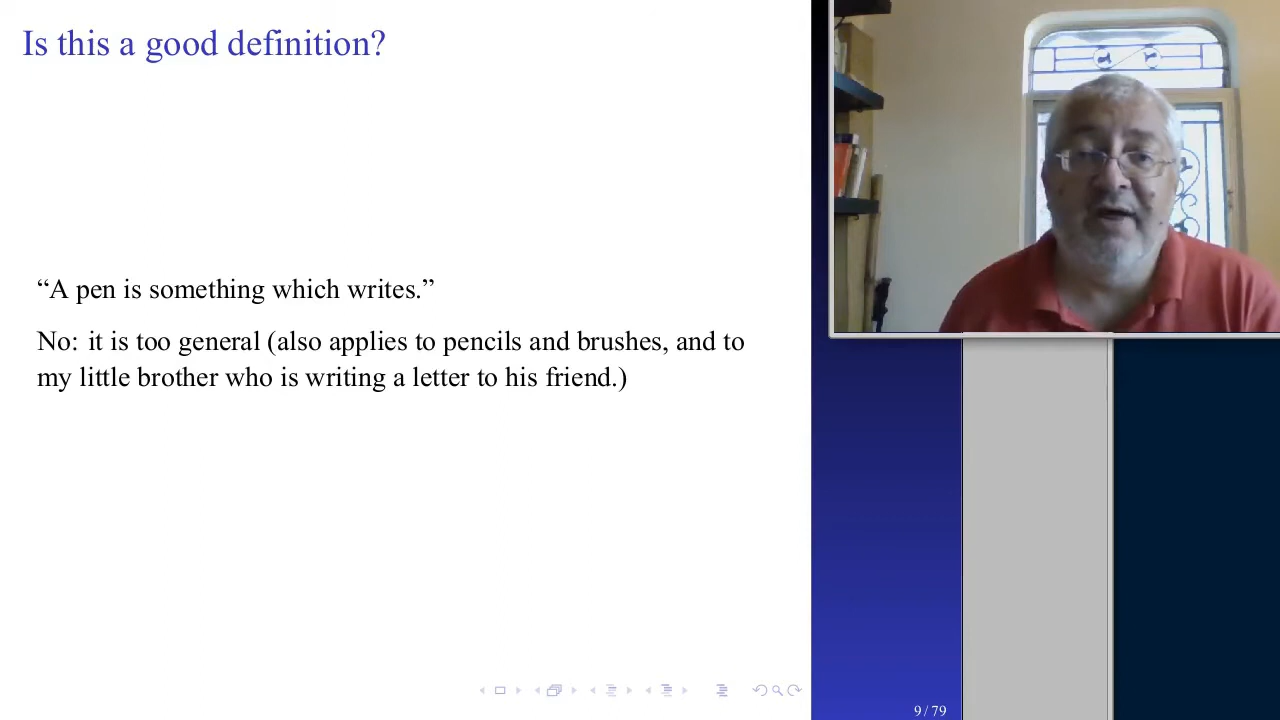 Is this a good definition?
“A pen is something which writes.”
No: it is too general (also applies to pencils and brushes, and to
my little brother who is writing a letter to his friend.)
9 / 79